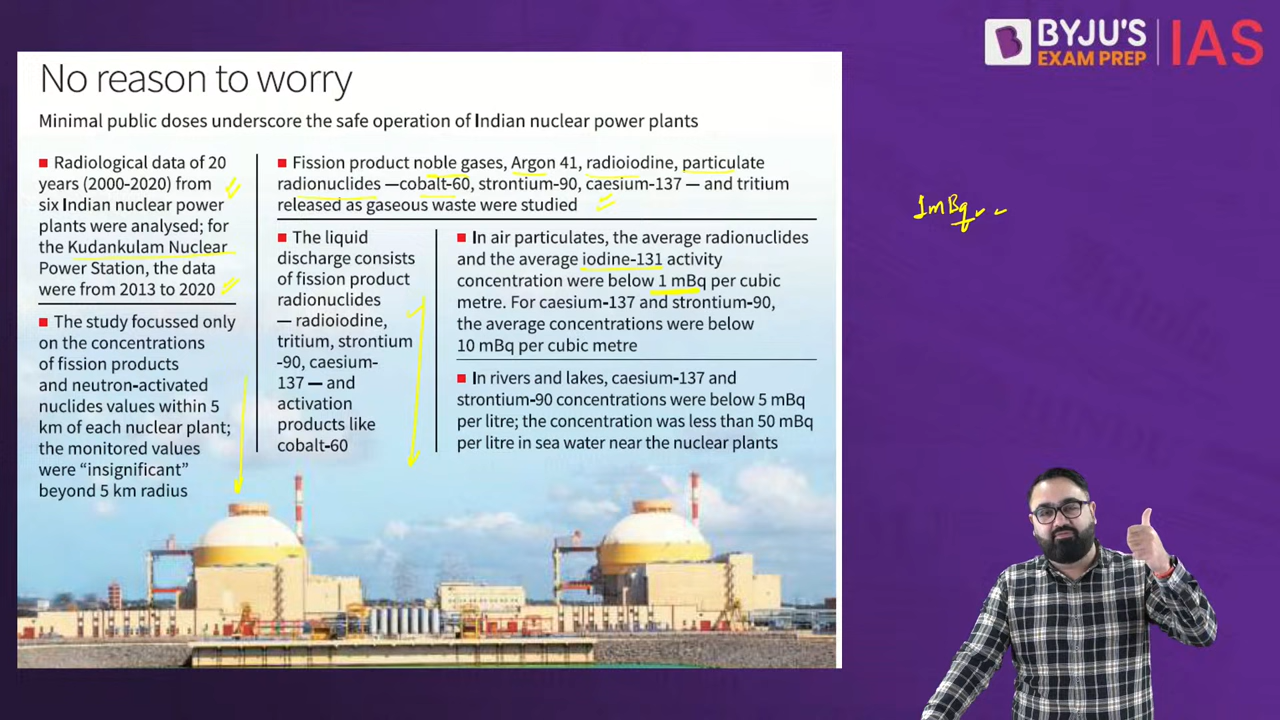 BYJU'S
EXAM PREP
IAS
No reason to worry
Minimal public doses underscore the safe operation of Indian nuclear power plants
Radiological data of 20
years (2000-2020) from
six Indian nuclear power
plants were analysed; for
the Kudankulam Nuclear
Power Station, the data
were from 2013 to 2020
The study focussed only
on the concentrations
of fission products
and neutron-activated
nuclides values within 5
km of each nuclear plant;
the monitored values
were “insignificant”
beyond 5 km radius
Fission product noble gases, Argon 41, radioiodine, particulate
radionuclides —cobalt-60, strontium-90, caesium-137 — and tritium
released as gaseous waste were studied
The liquid
discharge consists
of fission product
radionuclides
— radioiodine,
tritium, strontium
-90, caesium-
137 — and
activation
products like
cobalt-60
In air particulates, the average radionuclides
and the average iodine-131 activity
concentration were below 1 mBq per cubic
metre. For caesium-137 and strontium-90,
the average concentrations were below
10 mBq per cubic metre
In rivers and lakes, caesium-137 and
strontium-90 concentrations were below 5 mBq
per litre; the concentration was less than 50 mBq
per litre in sea water near the nuclear plants
1mBq